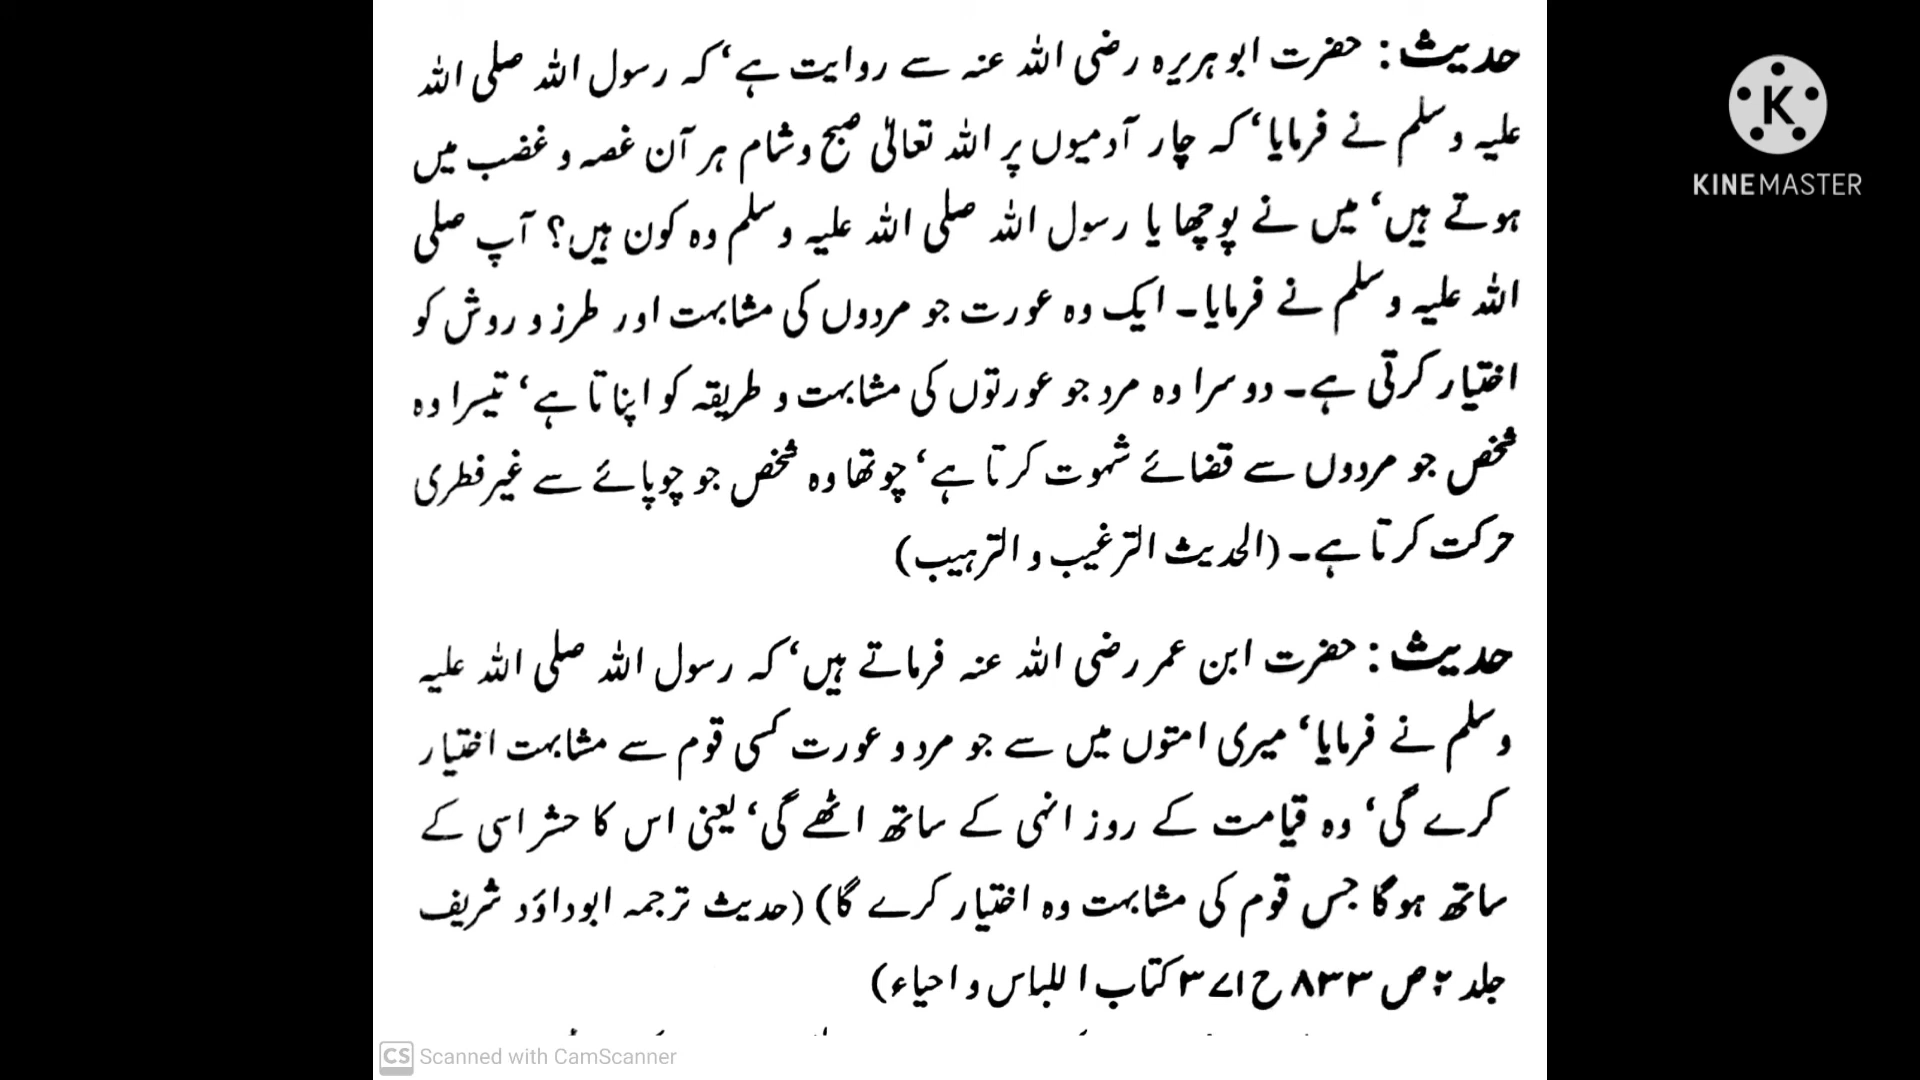 حدیث: حضرت ابو ہریرہ رضی اللہ عنہ سے روایت ہے، کہ رسول اللہ صلی اللہ
علیہ وسلم نے فرمایا، کہ چار آدمیوں پر اللہ تعالیٰ صبح و شام ہر آن غصہ و غضب میں
ہوتے ہیں، میں نے پوچھا یا رسول اللہ صلی اللہ علیہ وسلم وہ کون ہیں؟ آپ صلی
اللہ علیہ وسلم نے فرمایا۔ ایک وہ عورت جو مردوں کی مشابہت اور طرز و روش کو
اختیار کرتی ہے۔ دوسرا وہ مرد جو عورتوں کی مشابہت و طریقہ کو اپناتا ہے، تیسرا وہ
شخص جو مردوں سے قضائے شہوت کرتا ہے، چوتھا وہ شخص جو چوپائے سے غیر فطری
حرکت کرتا ہے۔ (الحدیث الترغیب و الترہیب)
حدیث: حضرت ابن عمر رضی اللہ عنہ فرماتے ہیں، کہ رسول اللہ صلی اللہ علیہ
وسلم نے فرمایا، میری امتوں میں سے جو مرد و عورت کسی قوم سے مشابہت اختیار
کرے گی، وہ قیامت کے روز انہی کے ساتھ اٹھے گی، یعنی اس کا حشر اسی کے
ساتھ ہوگا جس قوم کی مشابہت وہ اختیار کرے گا) (حدیث ترجمہ ابوداؤد شریف
جلد ۲ ص ۸۳۳ ح ۳۷۱ کتاب اللباس و احیاء)
KINEMASTER
CS Scanned with CamScanner